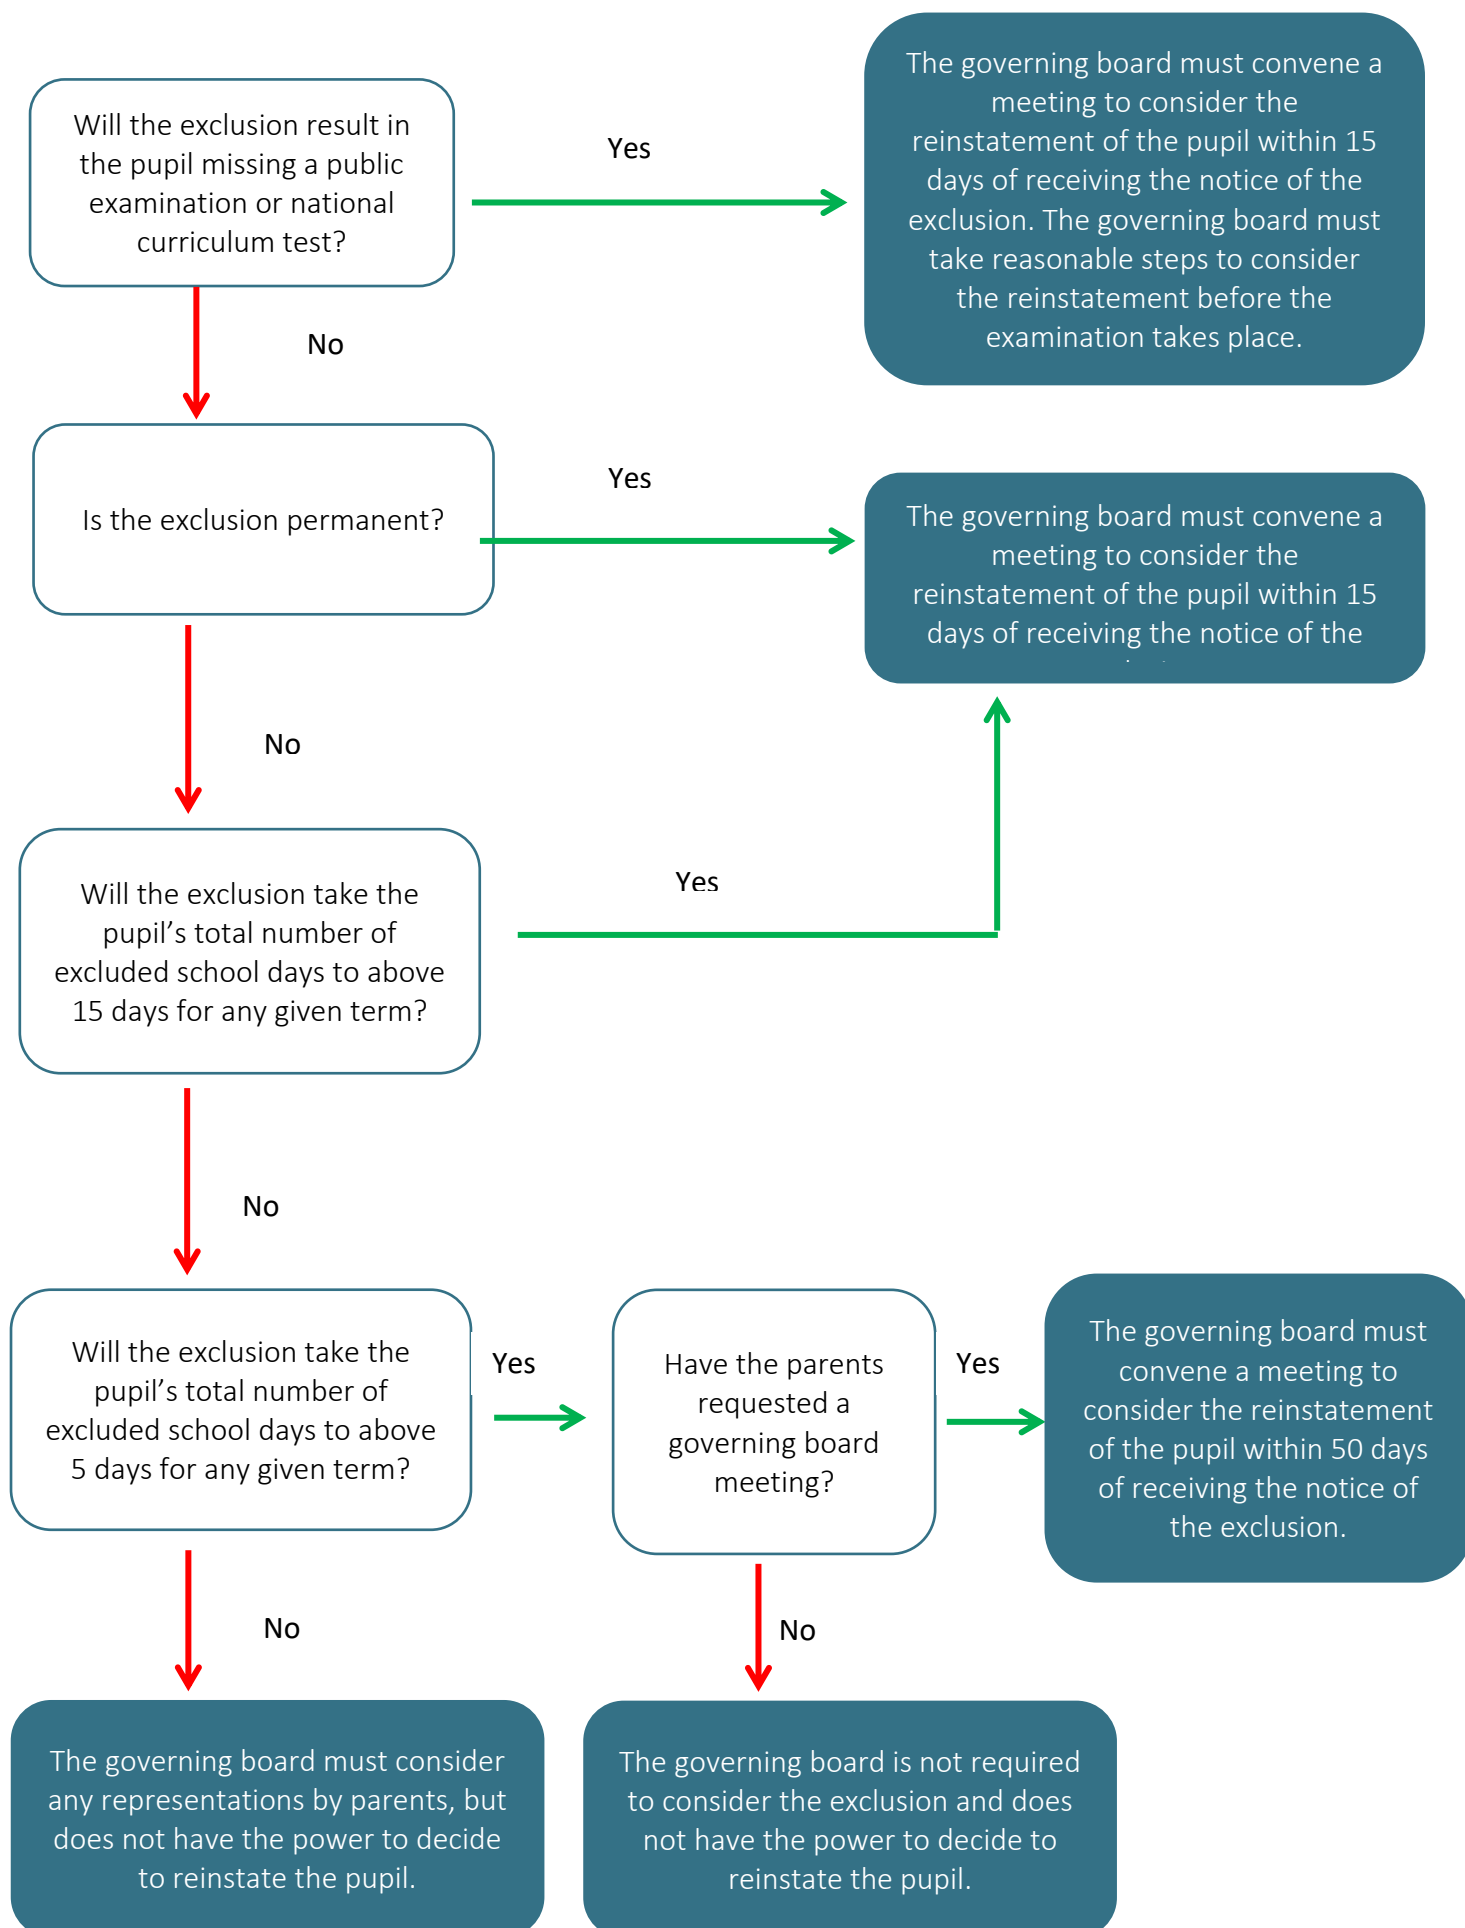 Will the exclusion result in
the pupil missing a public
examination or national
curriculum test?
Yes
The governing board must convene a
meeting to consider the
reinstatement of the pupil within 15
days of receiving the notice of the
exclusion. The governing board must
take reasonable steps to consider
the reinstatement before the
examination takes place.
No
Is the exclusion permanent?
Yes
The governing board must convene a
meeting to consider the
reinstatement of the pupil within 15
days of receiving the notice of the
No
Will the exclusion take the
pupil’s total number of
excluded school days to above
15 days for any given term?
Yes
No
Will the exclusion take the
pupil’s total number of
excluded school days to above
5 days for any given term?
Yes
Have the parents
requested a
governing board
meeting?
Yes
The governing board must
convene a meeting to
consider the reinstatement
of the pupil within 50 days
of receiving the notice of
the exclusion.
No
No
The governing board must consider
any representations by parents, but
does not have the power to decide
to reinstate the pupil.
The governing board is not required
to consider the exclusion and does
not have the power to decide to
reinstate the pupil.